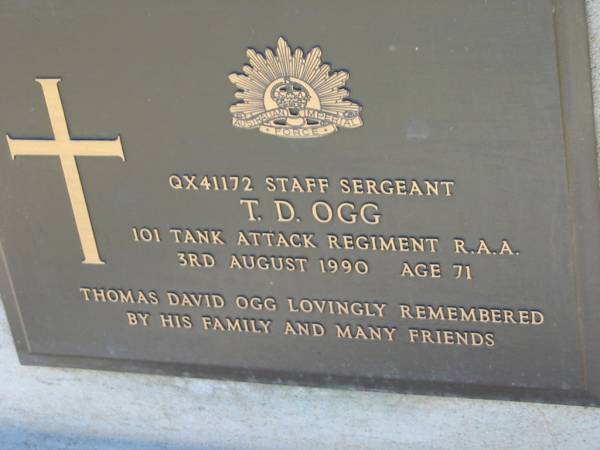 AUSTRALIAN IMPERIAL
FORCE
QX41172 STAFF SERGEANT
T. D. OGG
101 TANK ATTACK REGIMENT R.A.A.
3RD AUGUST 1990 AGE 71
THOMAS DAVID OGG LOVINGLY REMEMBERED
BY HIS FAMILY AND MANY FRIENDS